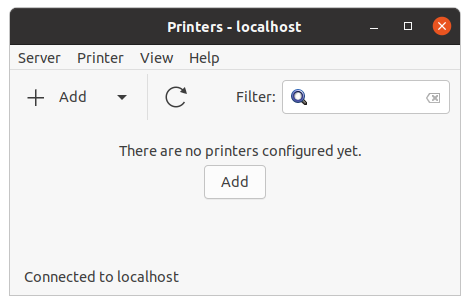 Printers - localhost
Server Printer View Help
Add Filter:
There are no printers configured yet.
Add
Connected to localhost